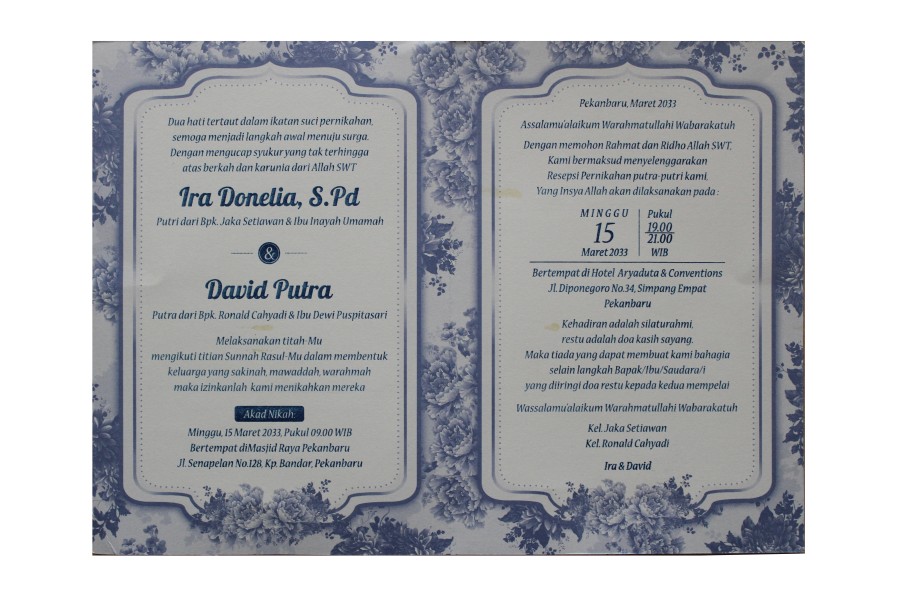 Dua hati tertaut dalam ikatan suci pernikahan,
semoga menjadi langkah awal menuju surga.
Dengan mengucap syukur yang tak terhingga
atas berkah dan karunia dari Allah SWT
Ira Donelia, S.Pd
Putri dari Bpk. Jaka Setiawan & Ibu Inayah Umamah
&
David Putra
Putra dari Bpk. Ronald Cahyadi & Ibu Dewi Puspitasari
Melaksanakan titah-Mu
mengikuti titian Sunnah Rasul-Mu dalam membentuk
keluarga yang sakinah, mawaddah, warahmah
maka izinkanlah kami menikahkan mereka
Akad Nikah:
Minggu, 15 Maret 2033, Pukul 09.00 WIB
Bertempat diMasjid Raya Pekanbaru
Jl. Senapelan No.128, Kp. Bandar, Pekanbaru
Pekanbaru, Maret 2033
Assalamu'alaikum Warahmatullahi Wabarakatuh
Dengan memohon Rahmat dan Ridho Allah SWT,
Kami bermaksud menyelenggarakan
Resepsi Pernikahan putra-putri kami,
Yang Insya Allah akan dilaksanakan pada :
MINGGU
15
Maret 2033
Pukul
19.00
21.00
WIB
Bertempat di Hotel Aryaduta & Conventions
Jl. Diponegoro No.34, Simpang Empat
Pekanbaru
Kehadiran adalah silaturahmi,
restu adalah doa kasih sayang.
Maka tiada yang dapat membuat kami bahagia
selain langkah Bapak/Ibu/Saudara/i
yang diiringi doa restu kepada kedua mempelai
Wassalamu'alaikum Warahmatullahi Wabarakatuh
Kel. Jaka Setiawan
Kel. Ronald Cahyadi
Ira & David